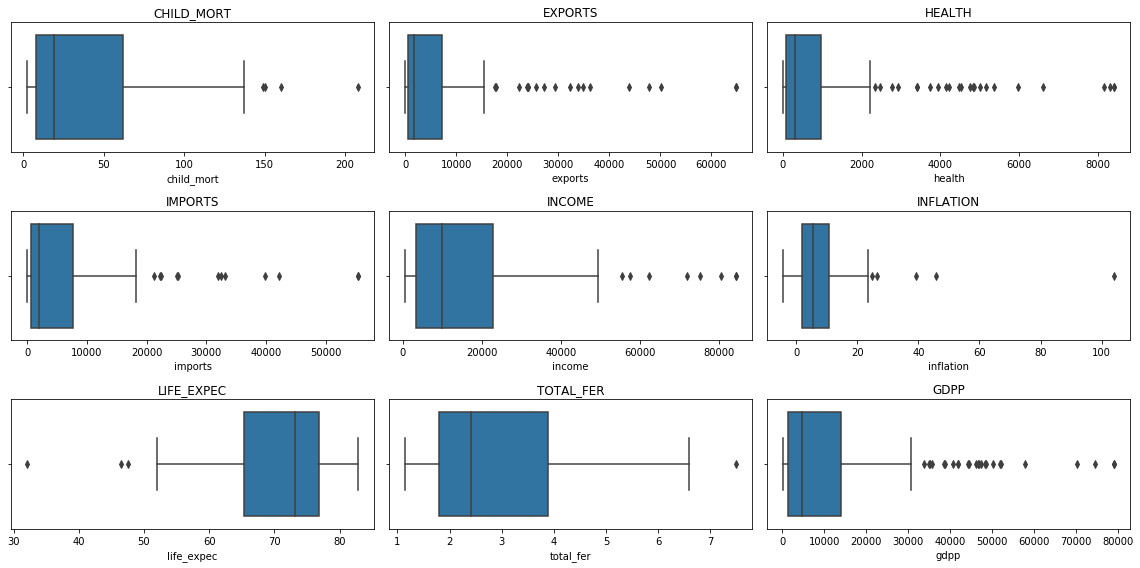 CHILD_MORT
EXPORTS
HEALTH
0 50 100 150 200
0 10000 20000 30000 40000 50000 60000
0 2000 4000 6000 8000
child_mort
exports
health
IMPORTS
INCOME
INFLATION
0 10000 20000 30000 40000 50000
0 20000 40000 60000 80000
0 20 40 60 80 100
imports
income
inflation
LIFE_EXPEC
TOTAL_FER
GDPP
30 40 50 60 70 80
1 2 3 4 5 6 7
0 10000 20000 30000 40000 50000 60000 70000 80000
life_expec
total_fer
gdpp